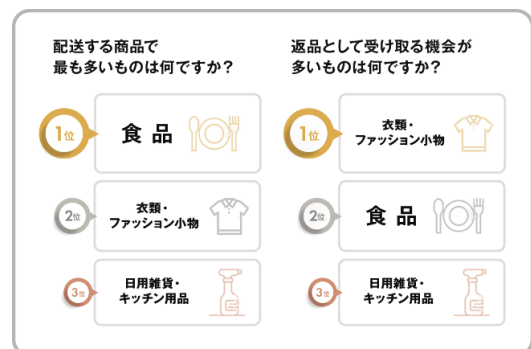 配送する商品で
最も多いものは何ですか？
1位
食品
2位
衣類・
ファッション小物
3位
日用雑貨・
キッチン用品
返品として受け取る機会が
多いものは何ですか？
1位
衣類・
ファッション小物
2位
食品
3位
日用雑貨・
キッチン用品